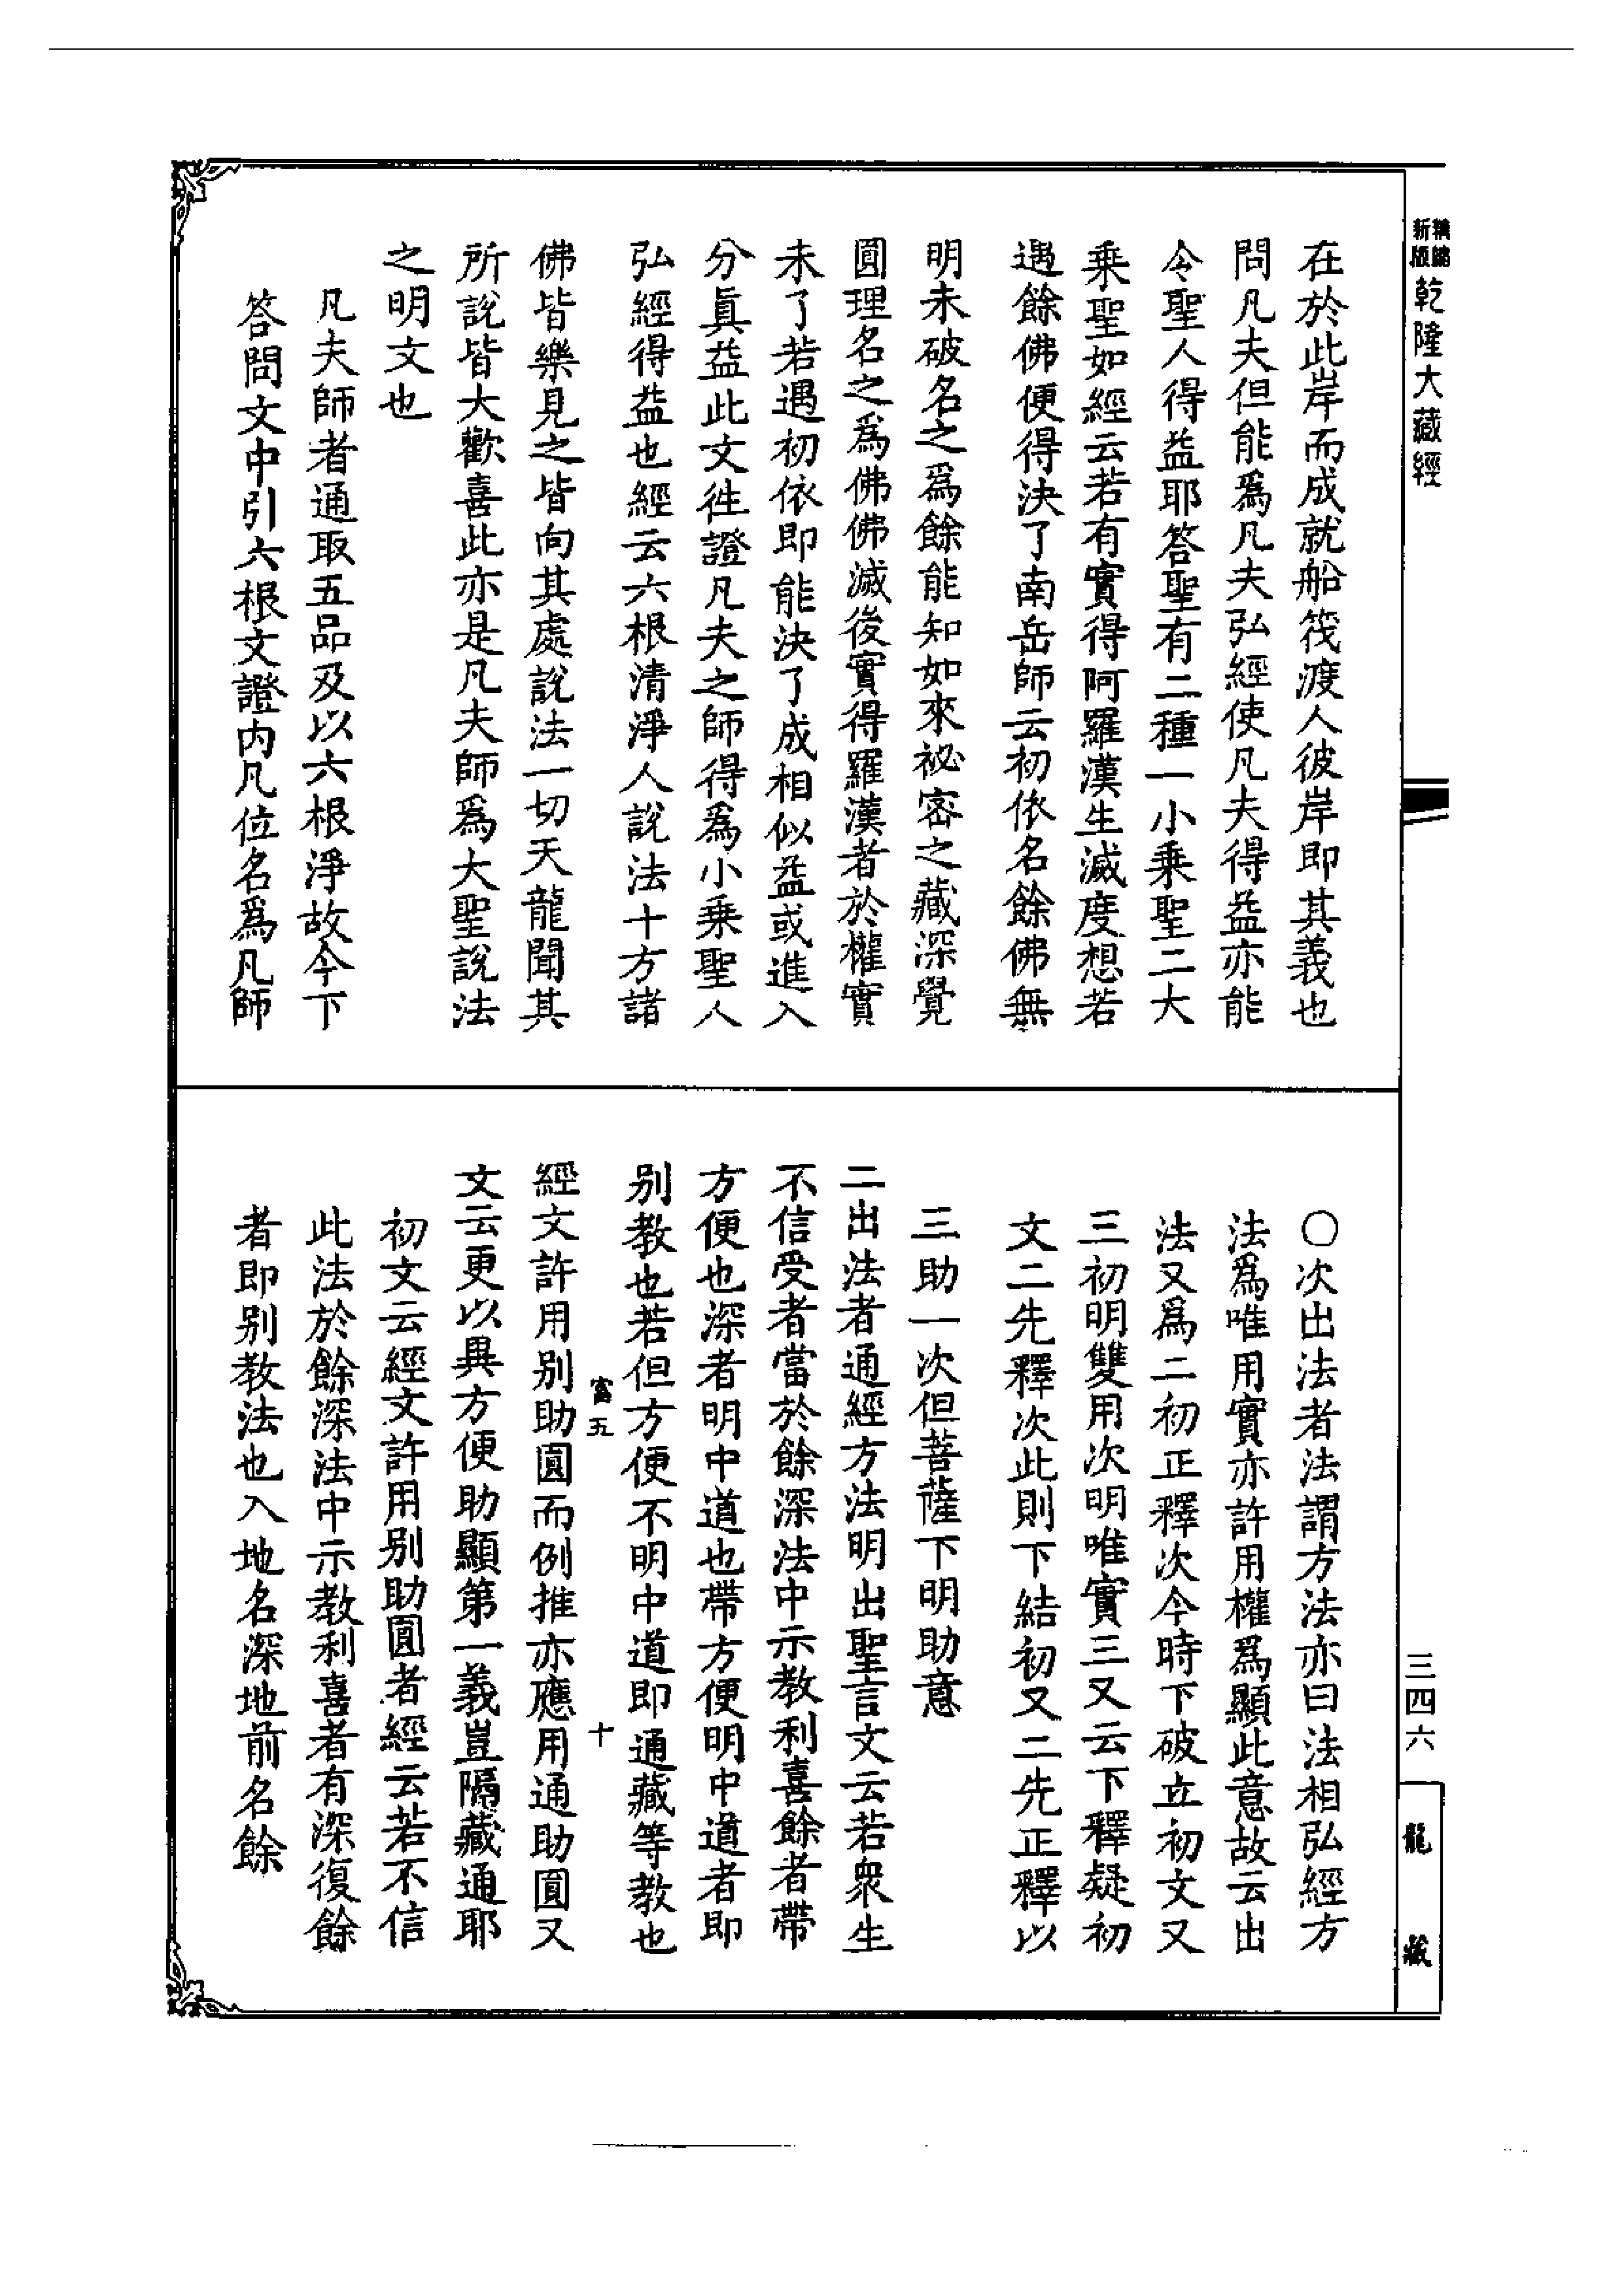 新版
乾隆大藏經
在於此岸而成就船筏渡人彼岸即其義也
問凡夫但能爲凡夫弘經使凡夫得益亦能
令聖人得益耶答聖有二種一小乘聖二大
乘聖如經云若有實得阿羅漢生滅度想若
遇餘佛便得決了南岳師云初依名餘佛無
明未破名之爲餘能知如來祕密之藏深覺
圓理名之爲佛佛滅後實得羅漢者於權實
未了若遇初依即能決了成相似益或進入
分眞益此文徃證凡夫之師得爲小乘聖人
弘經得益也經云六根清淨人說法十方諸
佛皆樂見之皆向其處說法一切天龍聞其
所說皆大歡喜此亦是凡夫師爲大聖說法
之明文也
凡夫師者通取五品及以六根淨故今下
答問文中引六根文證内凡位名爲凡師
〇次出法者法謂方法亦曰法相弘經方
法爲唯用實亦許用權爲顯此意故云出
法又爲二初正釋次今時下破立初文又
三初明雙用次明唯實三又云下釋疑初
文二先釋次此則下結初又二先正釋以
三助一次但菩薩下明助意
二出法者通經方法明出聖言文云若衆生
不信受者當於餘深法中示教利喜餘者帶
方便也深者明中道也帶方便明中道者即
别教也若但方便不明中道即通藏等教也
富五
十
經文許用别助圓而例推亦應用通助圓又
文云更以異方便助顯第一義豈隔藏通耶
初文云經文許用别助圓者經云若不信
此法於餘深法中示教利喜者有深復餘
者即别教法也入地名深地前名餘
三四六
龍藏